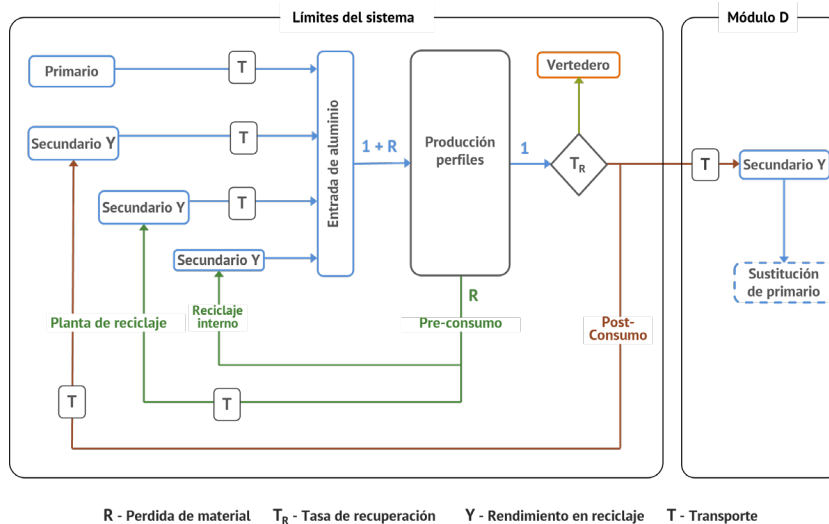 Límites del sistema
Módulo D
Primario
T
Vertedero
Secundario Y
T
Entrada de aluminio
1 + R
Producción
perfiles
1
T_R
T
Secundario Y
Secundario Y
T
Secundario Y
R
Sustitución
de primario
Planta de reciclaje
Reciclaje
interno
Pre-consumo
Post-
Consumo
T
T
R - Perdida de material
T_R - Tasa de recuperación
Y - Rendimiento en reciclaje
T - Transporte